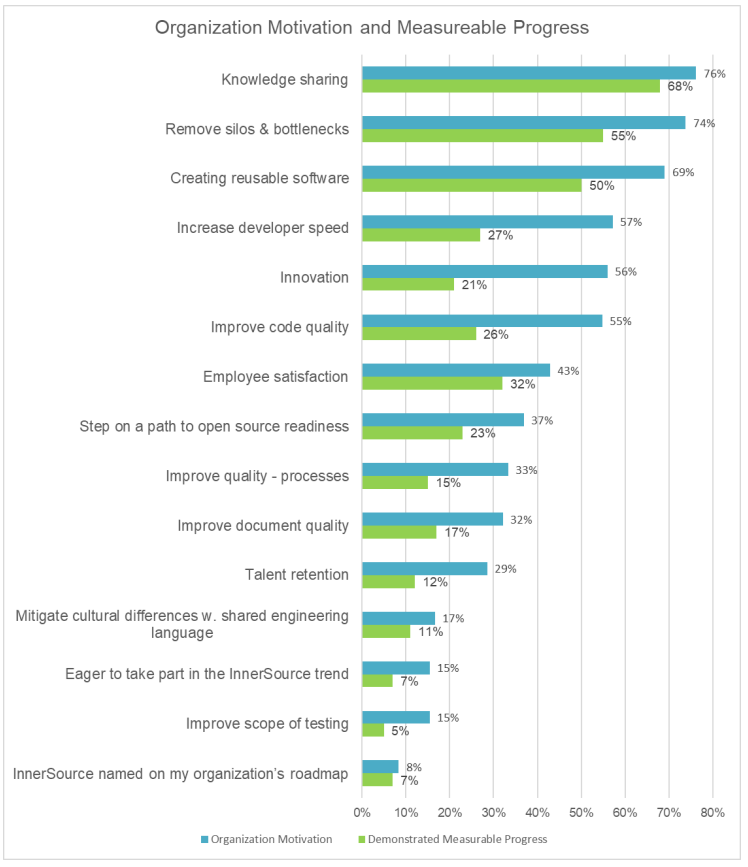 Organization Motivation and Measureable Progress
Knowledge sharing
76%
68%
Remove silos & bottlenecks
74%
55%
Creating reusable software
69%
50%
Increase developer speed
57%
27%
Innovation
56%
21%
Improve code quality
55%
26%
Employee satisfaction
43%
32%
Step on a path to open source readiness
37%
23%
Improve quality - processes
33%
15%
Improve document quality
32%
17%
Talent retention
29%
12%
Mitigate cultural differences w. shared engineering
language
17%
11%
Eager to take part in the InnerSource trend
15%
7%
Improve scope of testing
15%
5%
InnerSource named on my organization’s roadmap
8%
7%
0% 10% 20% 30% 40% 50% 60% 70% 80%
Organization Motivation Demonstrated Measurable Progress